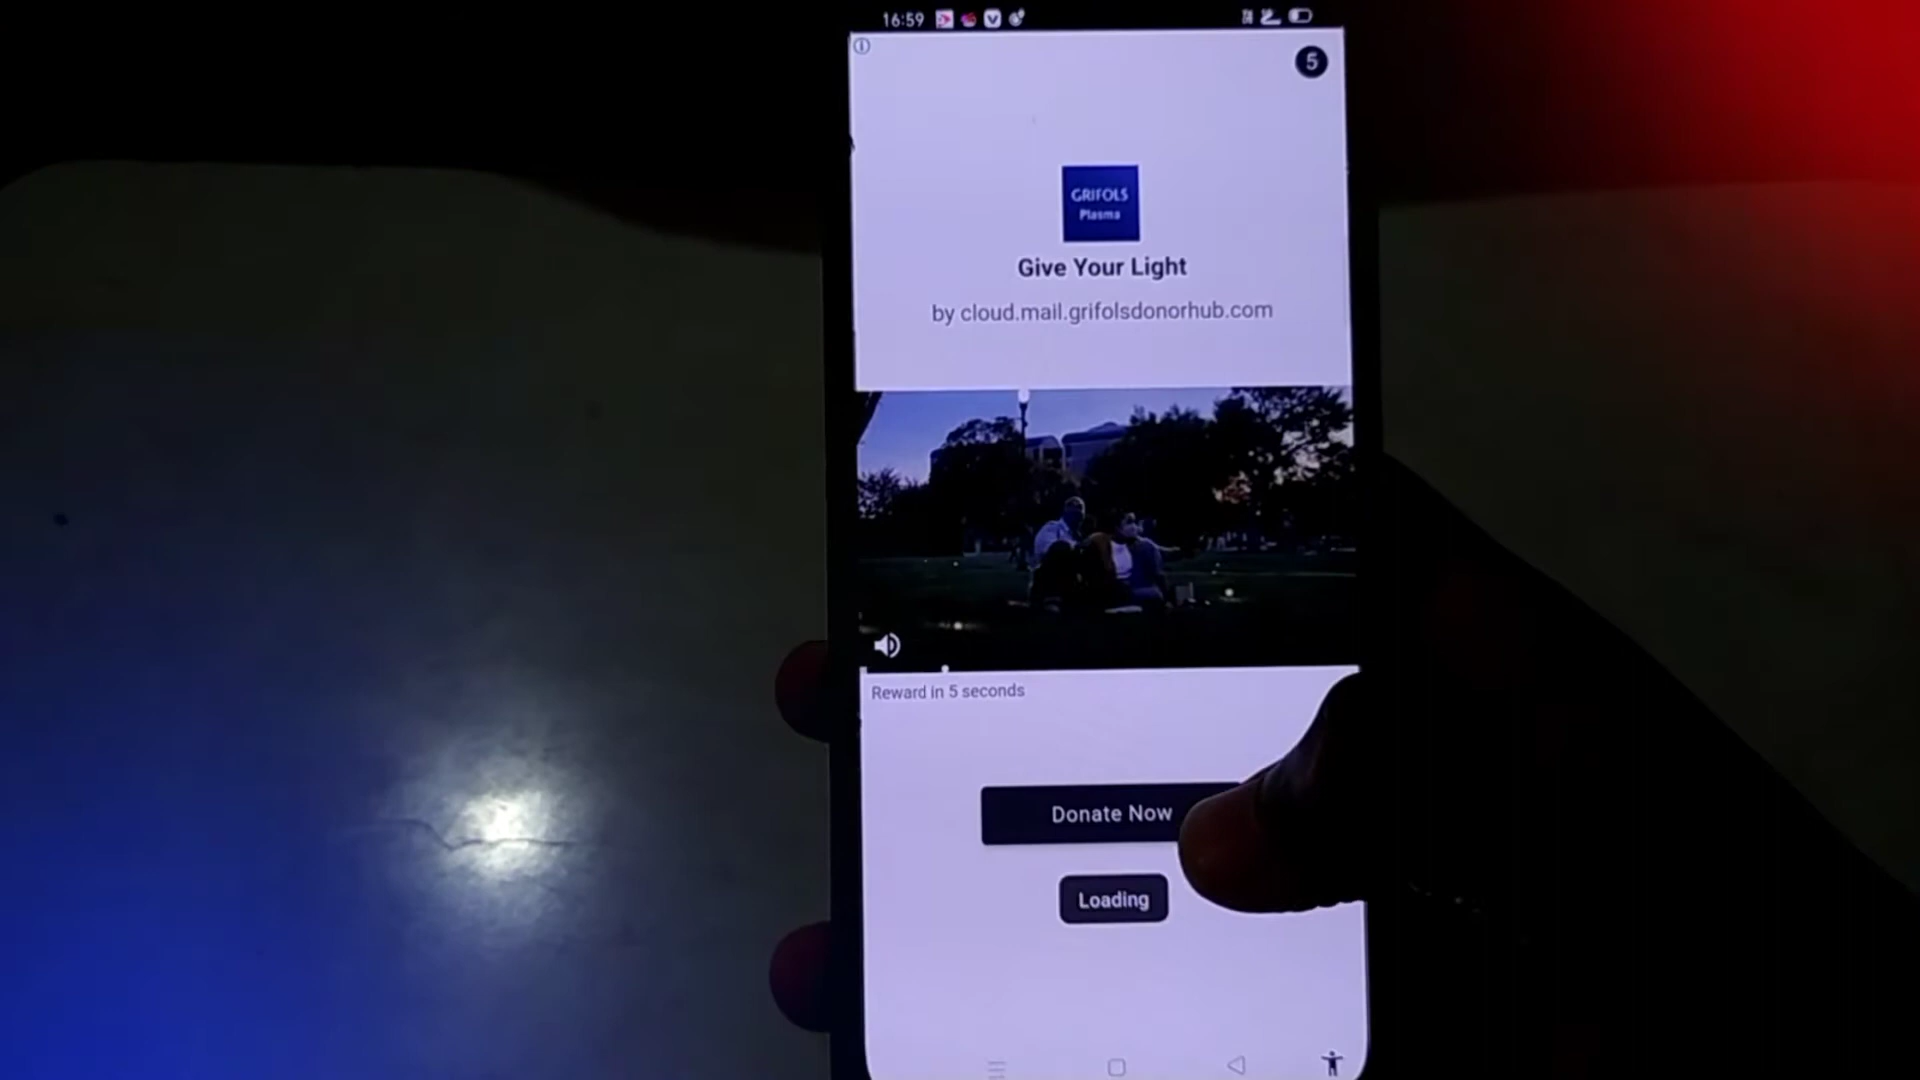 16:59
5
GRIFOLS
Plasma
Give Your Light
by cloud.mail.grifolsdonorhub.com
Reward in 5 seconds
Donate Now
Loading